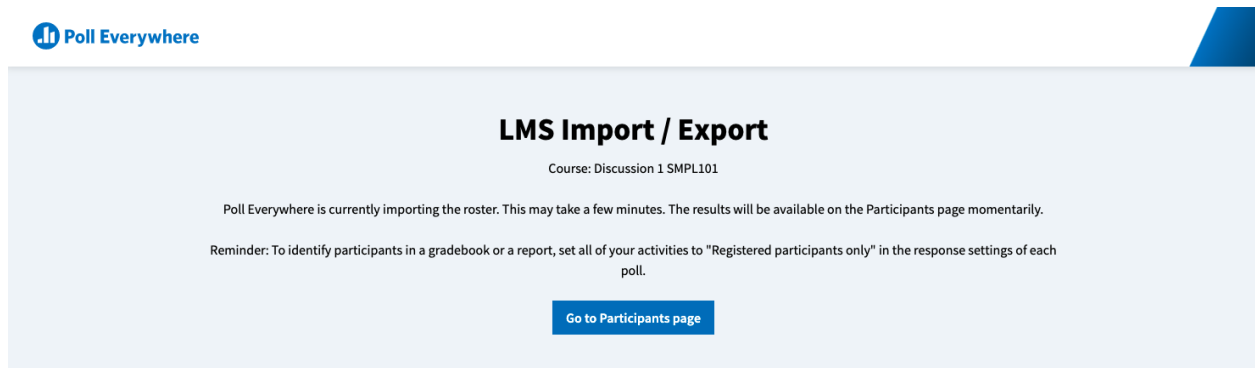 Poll Everywhere
LMS Import / Export
Course: Discussion 1 SMPL101
Poll Everywhere is currently importing the roster. This may take a few minutes. The results will be available on the Participants page momentarily.
Reminder: To identify participants in a gradebook or a report, set all of your activities to "Registered participants only" in the response settings of each
poll.
Go to Participants page